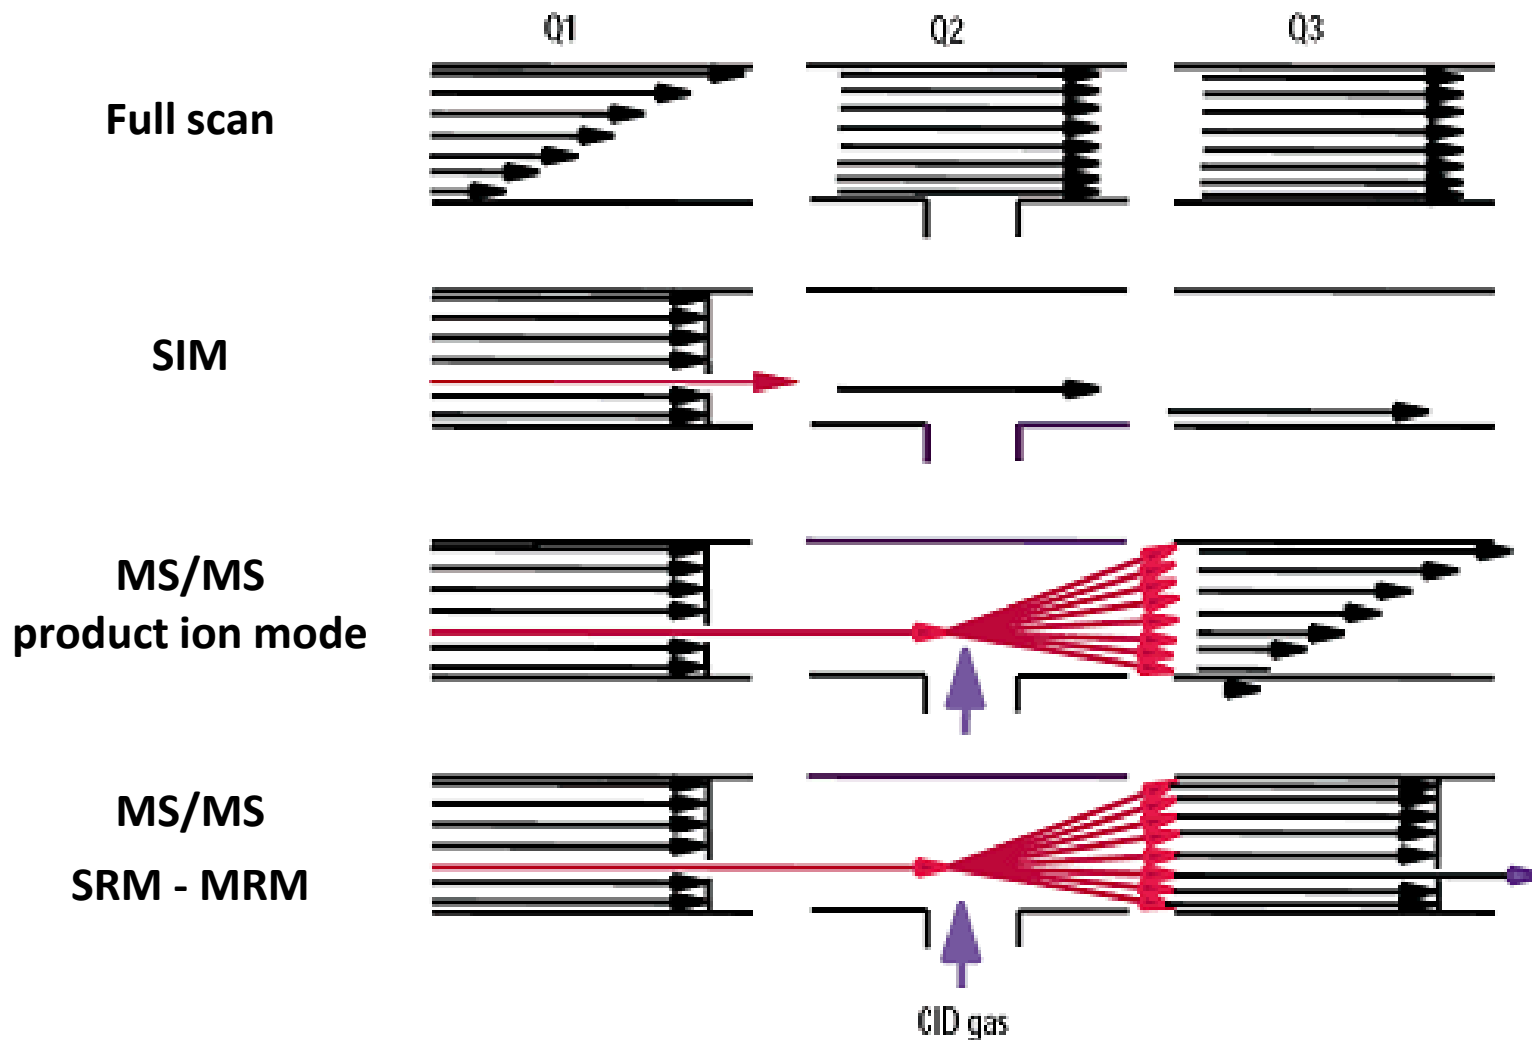 Q1 Q2 Q3
Full scan
SIM
MS/MS
product ion mode
MS/MS
SRM - MRM
CID gas